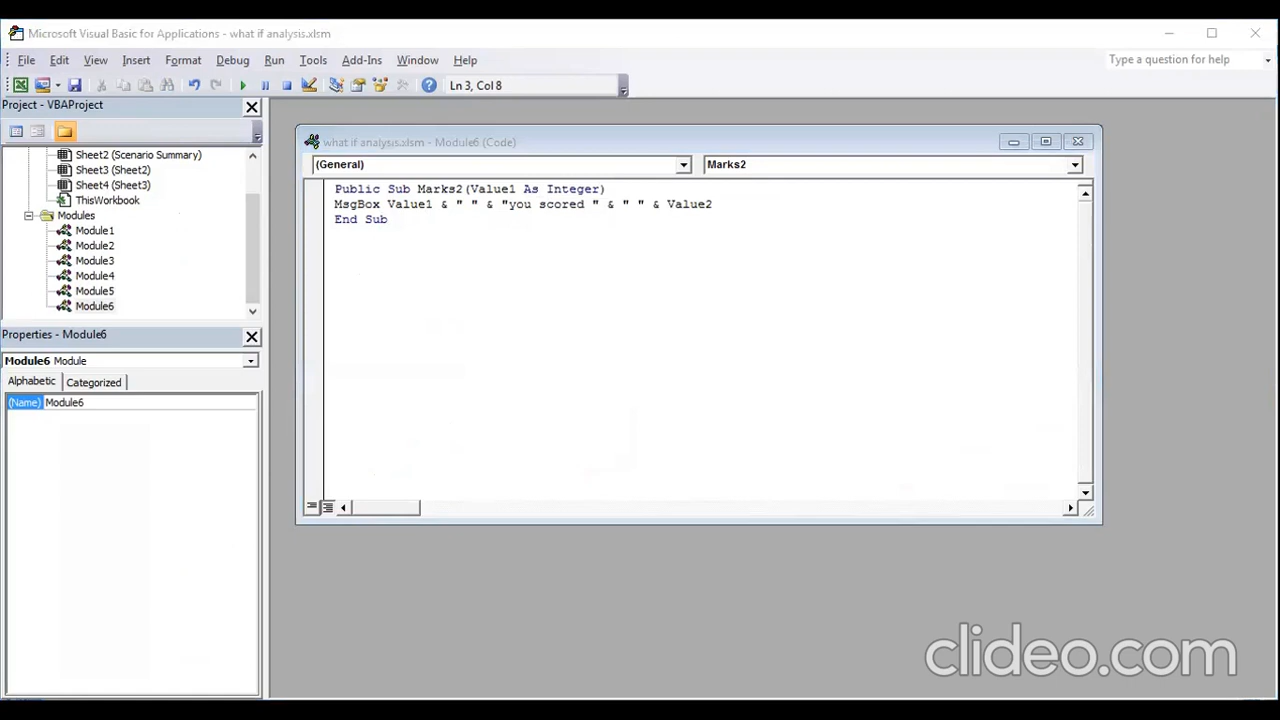 Microsoft Visual Basic for Applications - what if analysis.xlsm
File Edit View Insert Format Debug Run Tools Add-Ins Window Help
Type a question for help
Ln 3, Col 8
Project - VBAProject
Sheet2 (Scenario Summary)
Sheet3 (Sheet2)
Sheet4 (Sheet3)
ThisWorkbook
Modules
Module1
Module2
Module3
Module4
Module5
Module6
Properties - Module6
Module6 Module
Alphabetic Categorized
(Name) Module6
what if analysis.xlsm - Module6 (Code)
(General) Marks2
Public Sub Marks2(Value1 As Integer)
MsgBox Value1 & " " & "you scored " & " " & Value2
End Sub
clideo.com